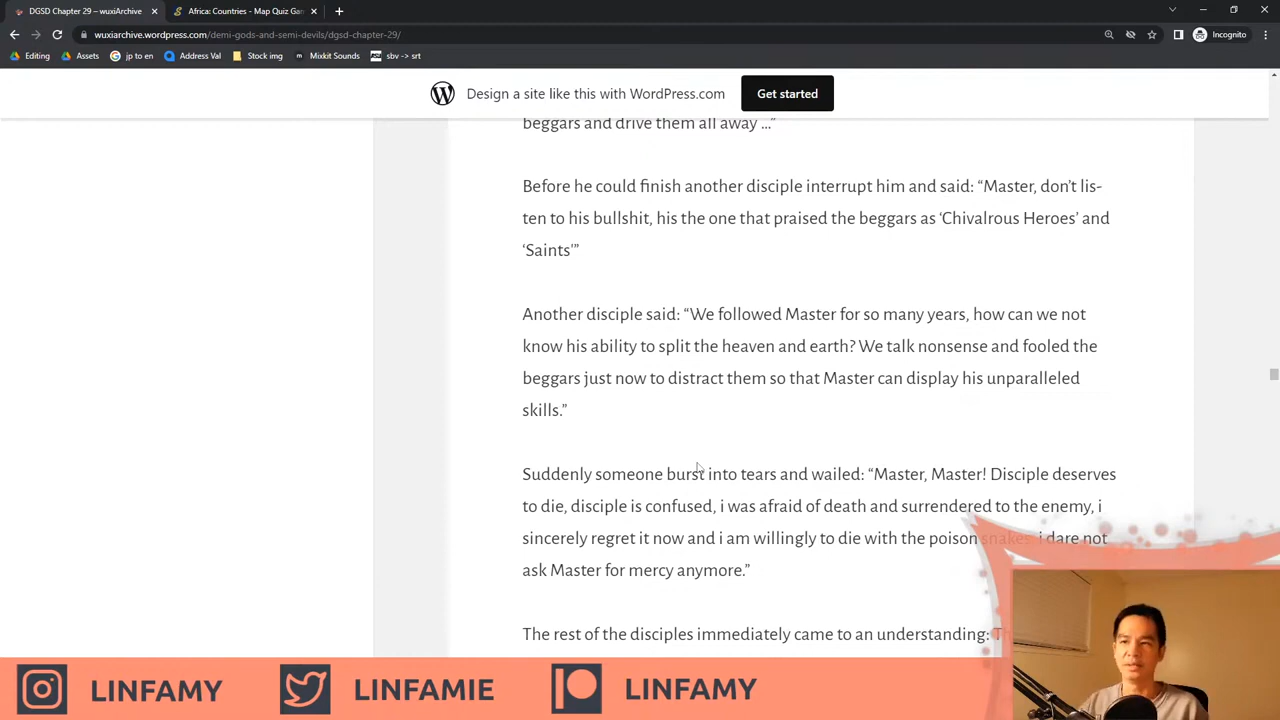 DGSD Chapter 29 – wuxiArchive
Africa: Countries - Map Quiz Gam
wuxiarchive.wordpress.com/demi-gods-and-semi-devils/dgsd-chapter-29/
Incognito
Editing
Assets
jp to en
Address Val
Stock img
Mixkit Sounds
sbv -> srt
Design a site like this with WordPress.com
Get started
beggars and drive them all away …”
Before he could finish another disciple interrupt him and said: “Master, don’t lis-
ten to his bullshit, his the one that praised the beggars as ‘Chivalrous Heroes’ and
‘Saints'”
Another disciple said: “We followed Master for so many years, how can we not
know his ability to split the heaven and earth? We talk nonsense and fooled the
beggars just now to distract them so that Master can display his unparalleled
skills.”
Suddenly someone burst into tears and wailed: “Master, Master! Disciple deserves
to die, disciple is confused, i was afraid of death and surrendered to the enemy, i
sincerely regret it now and i am willingly to die with the poison snakes, i dare not
ask Master for mercy anymore.”
The rest of the disciples immediately came to an understanding:
LINFAMY
LINFAMIE
LINFAMY